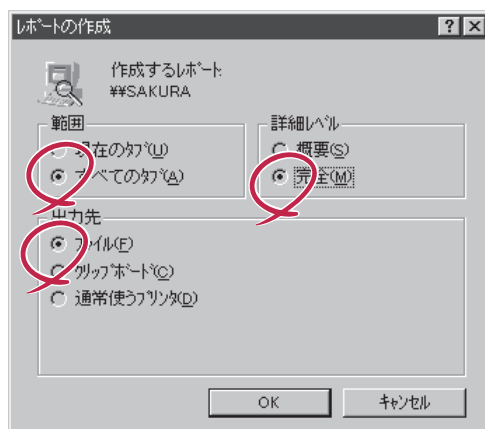 レポートの作成
作成するレポート:
¥¥SAKURA
範囲
現在のタブ(U)
すべてのタブ(A)
詳細レベル
概要(S)
完全(M)
出力先
ファイル(F)
クリップボード(C)
通常使うプリンタ(D)
OK
キャンセル